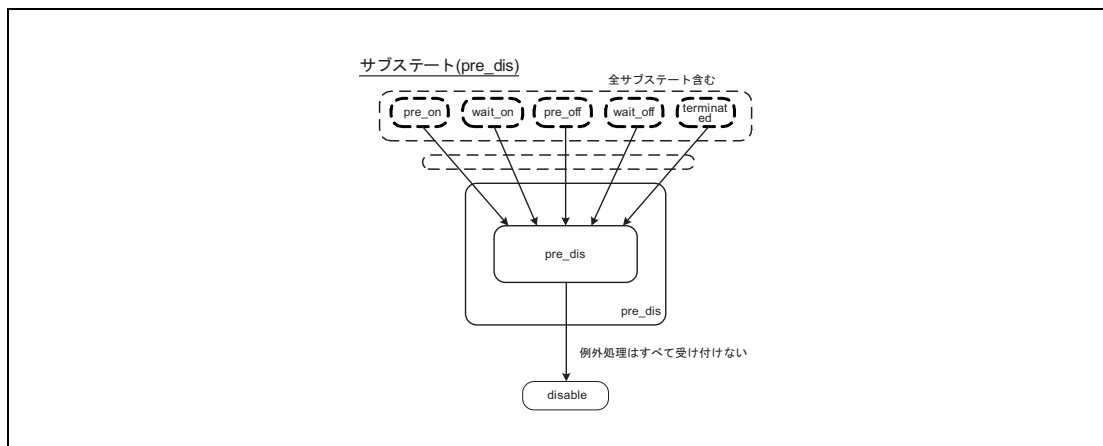 サブステート(pre_dis)
全サブステート含む
pre_on
wait_on
pre_off
wait_off
terminat
ed
pre_dis
pre_dis
例外処理はすべて受け付けない
disable